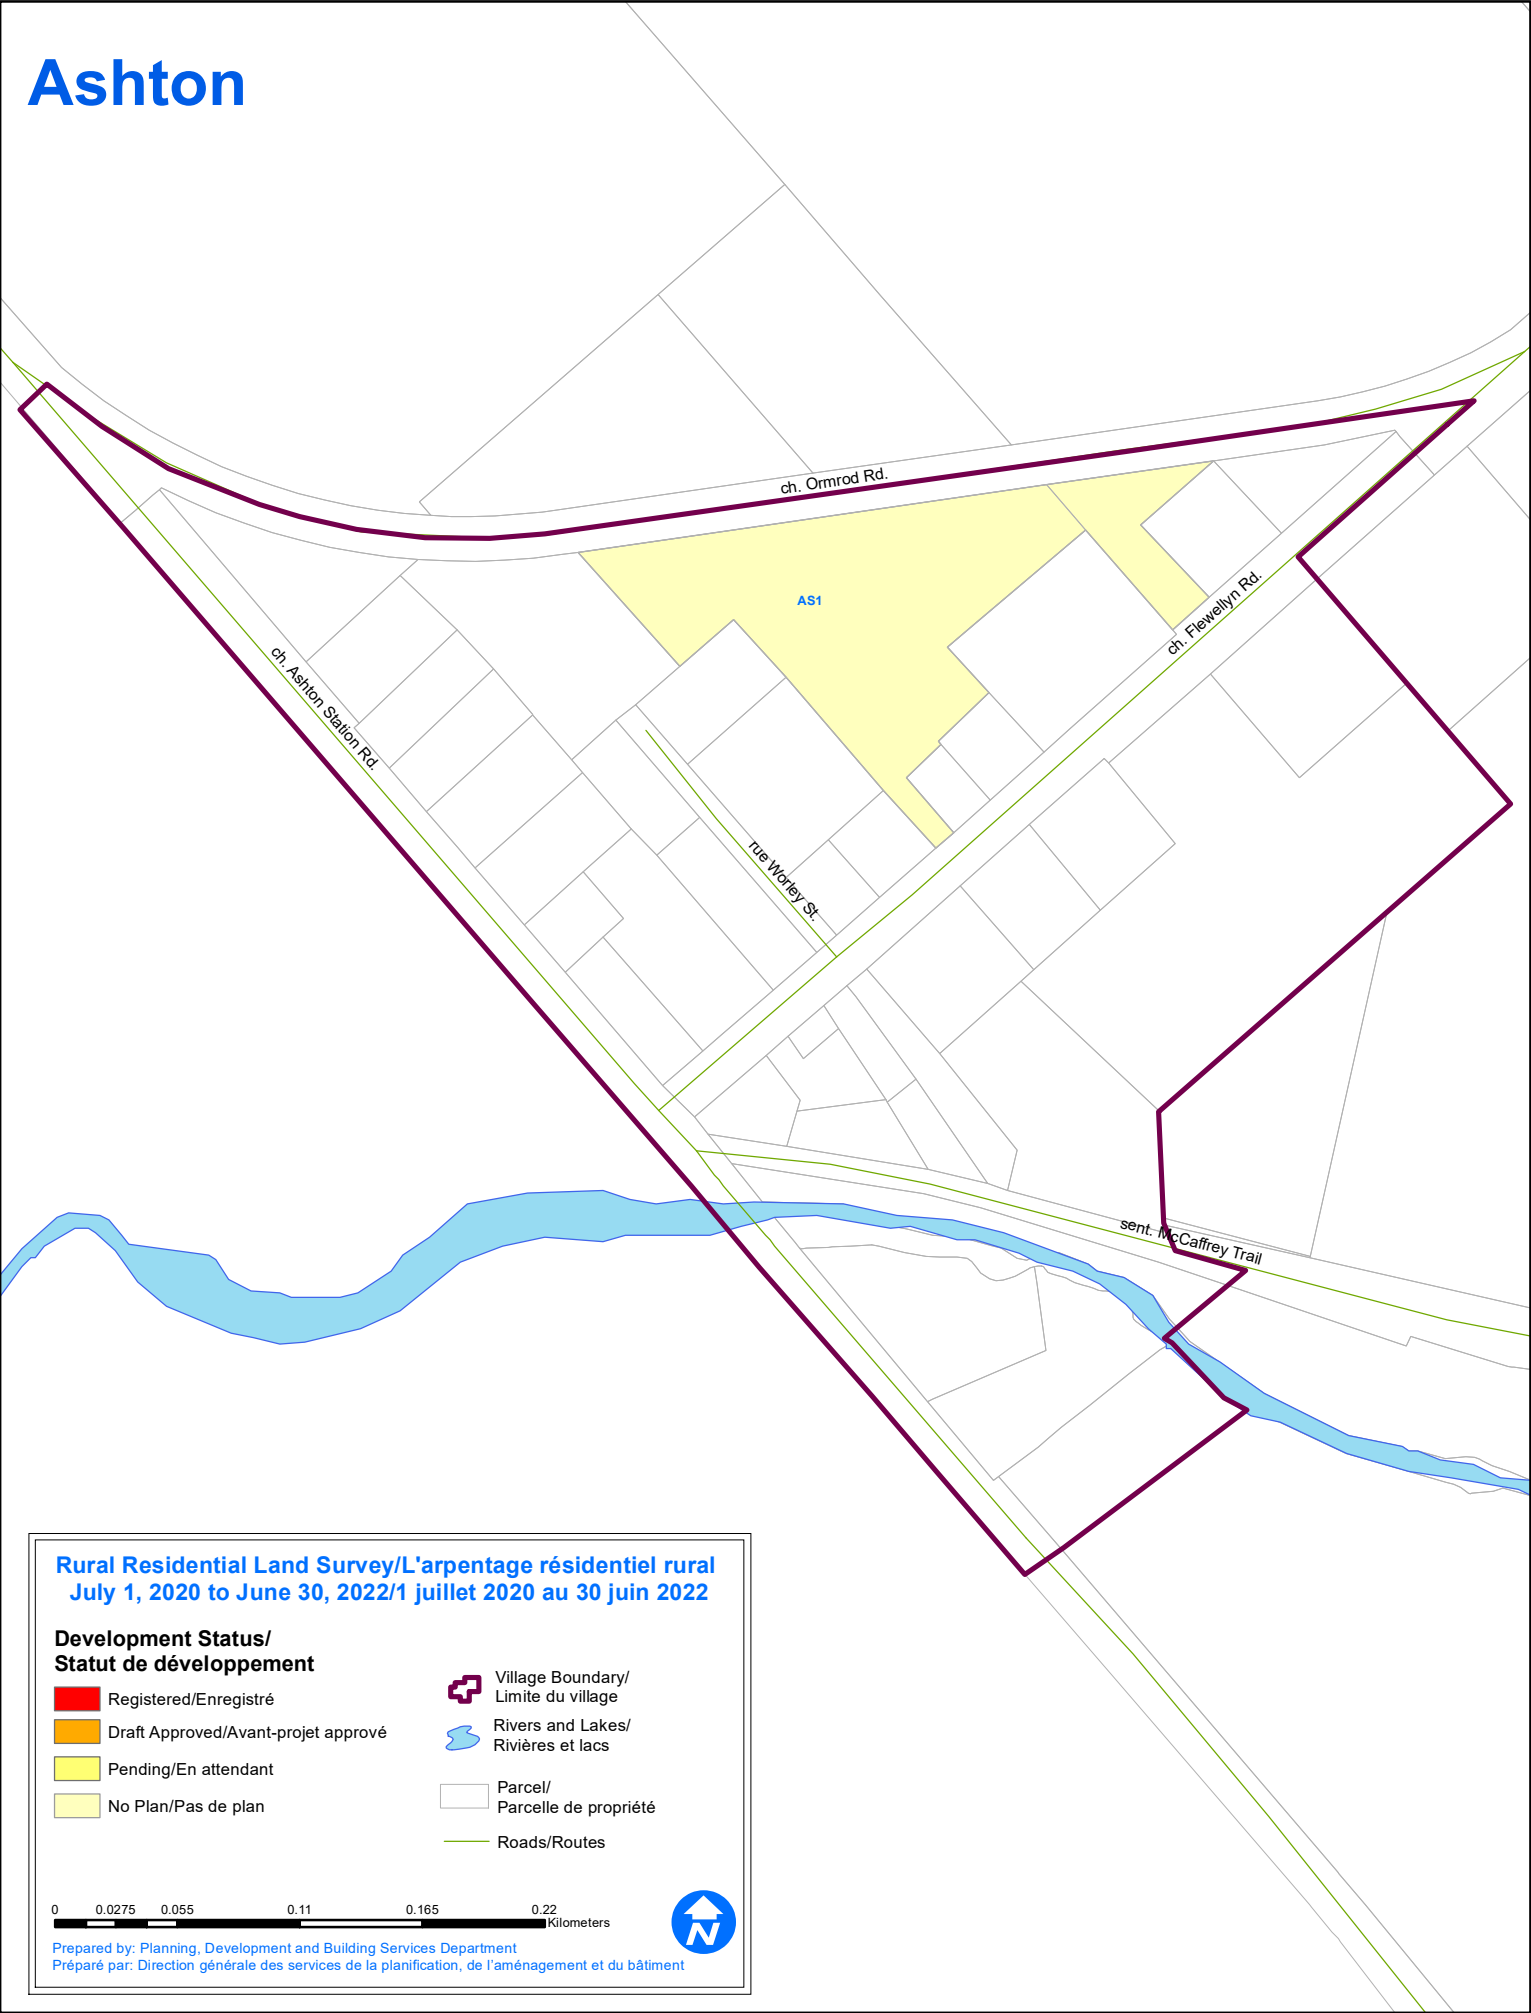 Ashton
ch. Ormrod Rd.
AS1
ch. Flewellyn Rd.
ch. Ashton Station Rd.
rue Worley St.
sent. McCaffrey Trail
Rural Residential Land Survey/L'arpentage résidentiel rural
July 1, 2020 to June 30, 2022/1 juillet 2020 au 30 juin 2022
Development Status/
Statut de développement
Registered/Enregistré
Draft Approved/Avant-projet apprové
Pending/En attendant
No Plan/Pas de plan
Village Boundary/
Limite du village
Rivers and Lakes/
Rivières et lacs
Parcel/
Parcelle de propriété
Roads/Routes
0 0.0275 0.055 0.11 0.165 0.22
Kilometers
N
Prepared by: Planning, Development and Building Services Department
Préparé par: Direction générale des services de la planification, de l'aménagement et du bâtiment